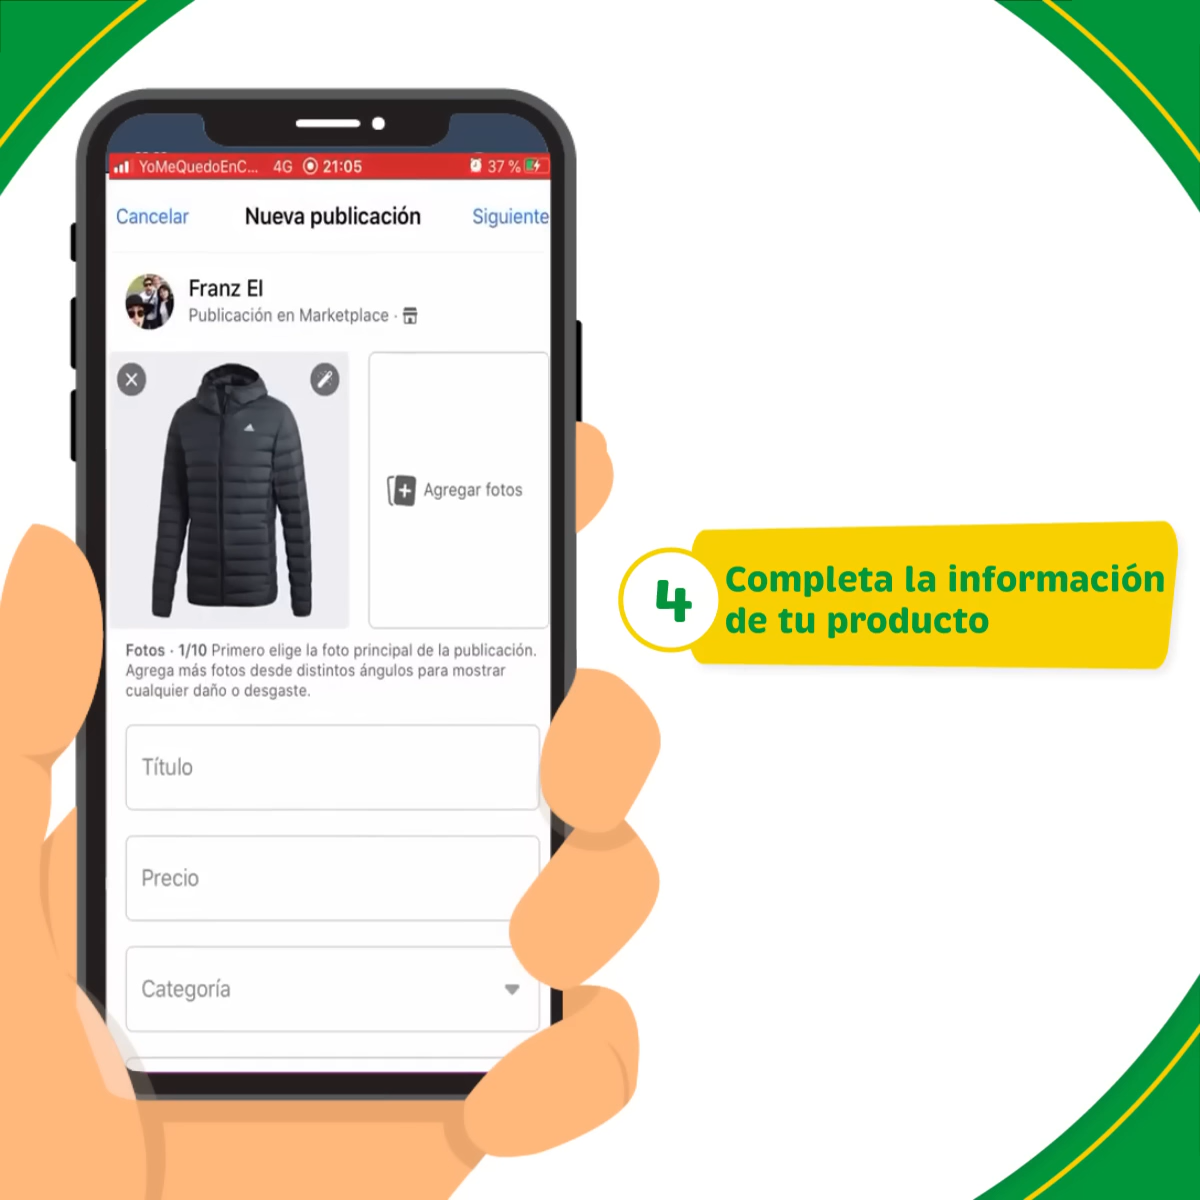 YoMeQuedoEnC... 4G 21:05 37 %
Cancelar Nueva publicación Siguiente
Franz El
Publicación en Marketplace ·
Agregar fotos
Fotos · 1/10 Primero elige la foto principal de la publicación.
Agrega más fotos desde distintos ángulos para mostrar
cualquier daño o desgaste.
Título
Precio
Categoría
4
Completa la información
de tu producto